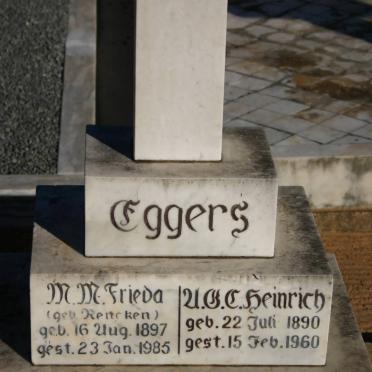 Eggers
M. M. Frieda
(geb. Rencken)
geb. 16 Aug. 1897
gest. 23 Jan. 1985
A. G. C. Heinrich
geb. 22 Juli 1890
gest. 15 Feb. 1960